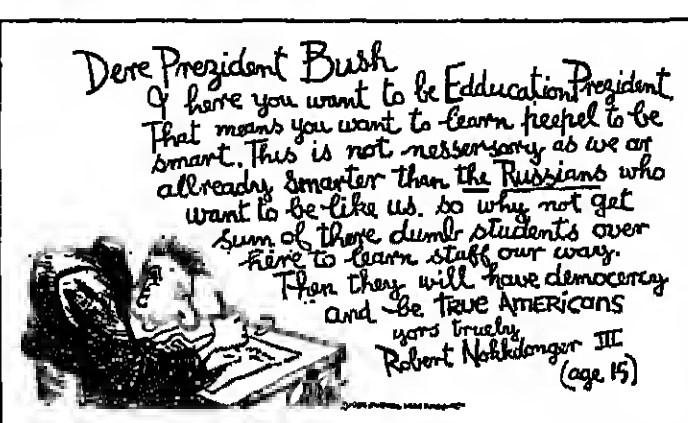 Dere Prezident Bush
I here you want to be Edducation Prezident.
That means you want to learn peepel to be
smart. This is not nessersory as we ar
allready smarter than the Russians who
want to be like us. so why not get
sum of there dumb students over
here to learn stuff our way.
Then they will have democercy
and be TRUE AMERICANS
yors truely
Robert Nokkdonger III
(age 15)